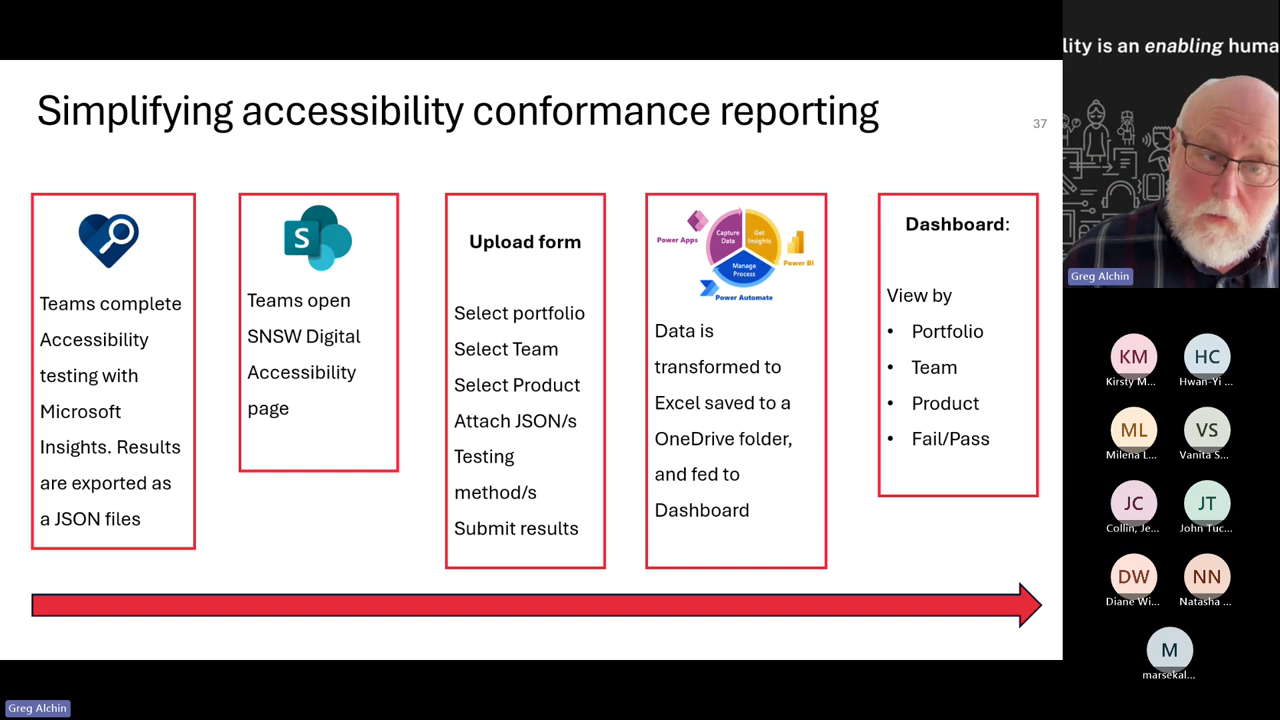 Simplifying accessibility conformance reporting
37
Teams complete
Accessibility
testing with
Microsoft
Insights. Results
are exported as
a JSON files
S
Teams open
SNSW Digital
Accessibility
page
Upload form
Select portfolio
Select Team
Select Product
Attach JSON/s
Testing
method/s
Submit results
Power Apps
Capture
Data
Get
Insights
Power BI
Manage
Process
Power Automate
Data is
transformed to
Excel saved to a
OneDrive folder,
and fed to
Dashboard
Dashboard:
View by
• Portfolio
• Team
• Product
• Fail/Pass
lity is an enabling huma
Greg Alchin
KM
Kirsty M...
HC
Hwan-Yi ...
ML
Milena L...
VS
Vanita S...
JC
Collin, Je...
JT
John Tuc...
DW
Diane Wi...
NN
Natasha ...
M
marsekal...
Greg Alchin